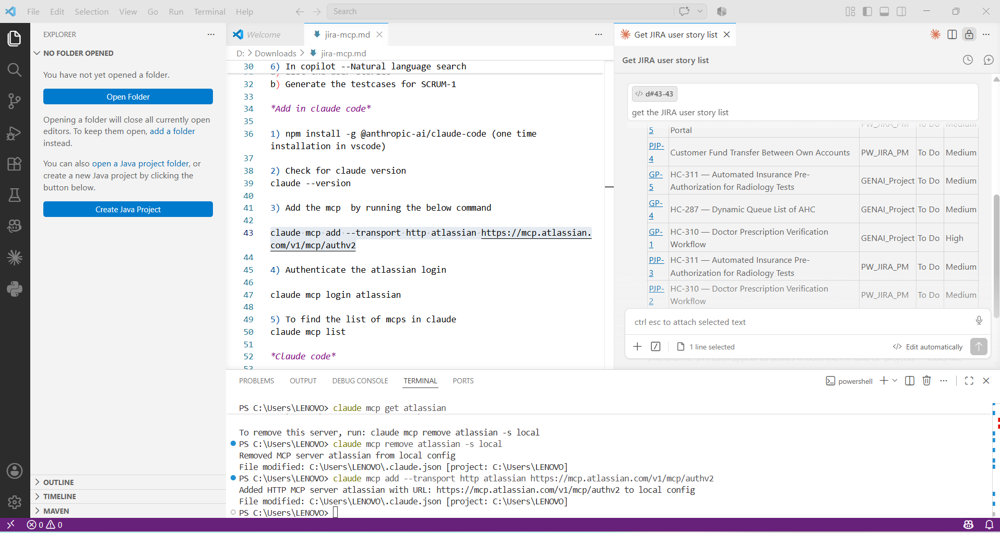 File Edit Selection View Go Run Terminal Help
Search
EXPLORER
NO FOLDER OPENED
You have not yet opened a folder.
Open Folder
Opening a folder will close all currently open
editors. To keep them open, add a folder
instead.
You can also open a Java project folder, or
create a new Java project by clicking the
button below.
Create Java Project
OUTLINE
TIMELINE
MAVEN
Welcome
jira-mcp.md
D: > Downloads > jira-mcp.md
30 6) In copilot --Natural language search
32 b) Generate the testcases for SCRUM-1
33
34 *Add in claude code*
35
36 1) npm install -g @anthropic-ai/claude-code (one time
installation in vscode)
37
38 2) Check for claude version
39 claude --version
40
41 3) Add the mcp  by running the below command
42
43 claude mcp add --transport http atlassian https://mcp.atlassian.
com/v1/mcp/authv2
44
45 4) Authenticate the atlassian login
46
47 claude mcp login atlassian
48
49 5) To find the list of mcps in claude
50 claude mcp list
51
52 *Claude code*
53
Get JIRA user story list
Get JIRA user story list
</> d#43-43
get the JIRA user story list
5 Portal PW_JIRA_PM To Do Medium
PJP-4 Customer Fund Transfer Between Own Accounts PW_JIRA_PM To Do Medium
GP-5 HC-311 — Automated Insurance Pre-
Authorization for Radiology Tests GENAI_Project To Do Medium
GP-4 HC-287 — Dynamic Queue List of AHC GENAI_Project To Do Medium
GP-1 HC-310 — Doctor Prescription Verification
Workflow GENAI_Project To Do High
PJP-3 HC-311 — Automated Insurance Pre-
Authorization for Radiology Tests PW_JIRA_PM To Do Medium
PJP-2 HC-310 — Doctor Prescription Verification
Workflow PW_JIRA_PM To Do Medium
ctrl esc to attach selected text
1 line selected
</> Edit automatically
PROBLEMS OUTPUT DEBUG CONSOLE TERMINAL PORTS
powershell
PS C:\Users\LENOVO> claude mcp get atlassian
To remove this server, run: claude mcp remove atlassian -s local
PS C:\Users\LENOVO> claude mcp remove atlassian -s local
Removed MCP server atlassian from local config
File modified: C:\Users\LENOVO\.claude.json [project: C:\Users\LENOVO]
PS C:\Users\LENOVO> claude mcp add --transport http atlassian https://mcp.atlassian.com/v1/mcp/authv2
Added HTTP MCP server atlassian with URL: https://mcp.atlassian.com/v1/mcp/authv2 to local config
File modified: C:\Users\LENOVO\.claude.json [project: C:\Users\LENOVO]
PS C:\Users\LENOVO>
0 0